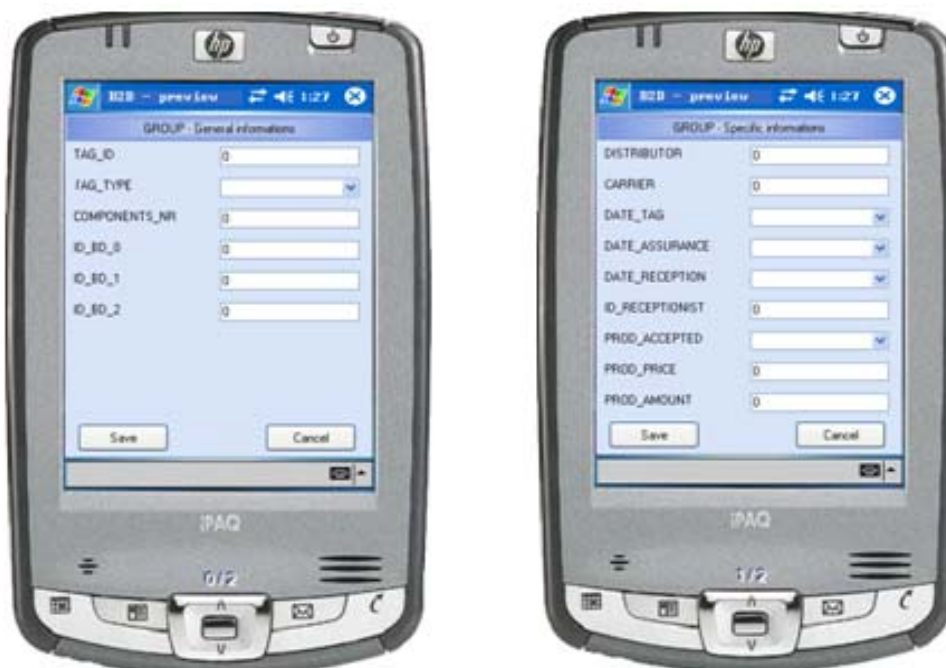 hp
B2B - preview 1:27
GROUP - General informations
TAG_ID 0
TAG_TYPE
COMPONENTS_NR 0
ID_BD_0 0
ID_BD_1 0
ID_BD_2 0
Save Cancel
iPAQ
0/2
hp
B2B - preview 1:27
GROUP - Specific informations
DISTRIBUTOR 0
CARRIER 0
DATE_TAG
DATE_ASSURANCE
DATE_RECEPTION
ID_RECEPTIONIST 0
PROD_ACCEPTED
PROD_PRICE 0
PROD_AMOUNT 0
Save Cancel
iPAQ
1/2